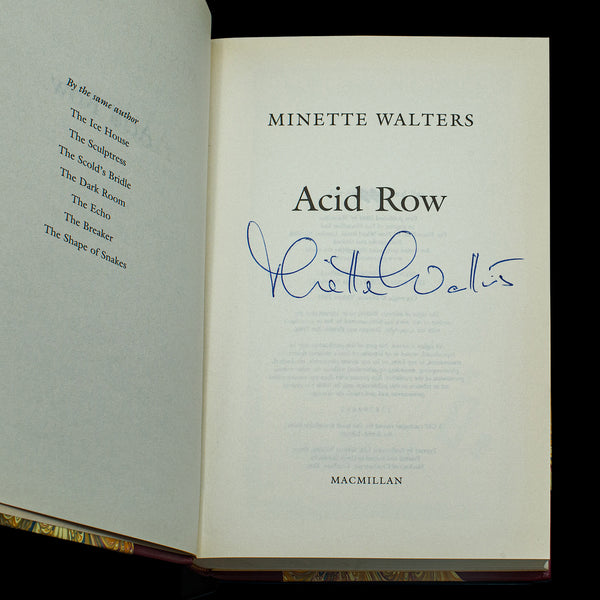 By the same author
The Ice House
The Sculptress
The Scold's Bridle
The Dark Room
The Echo
The Breaker
The Shape of Snakes
MINETTE WALTERS
Acid Row
Minette Walters
MACMILLAN